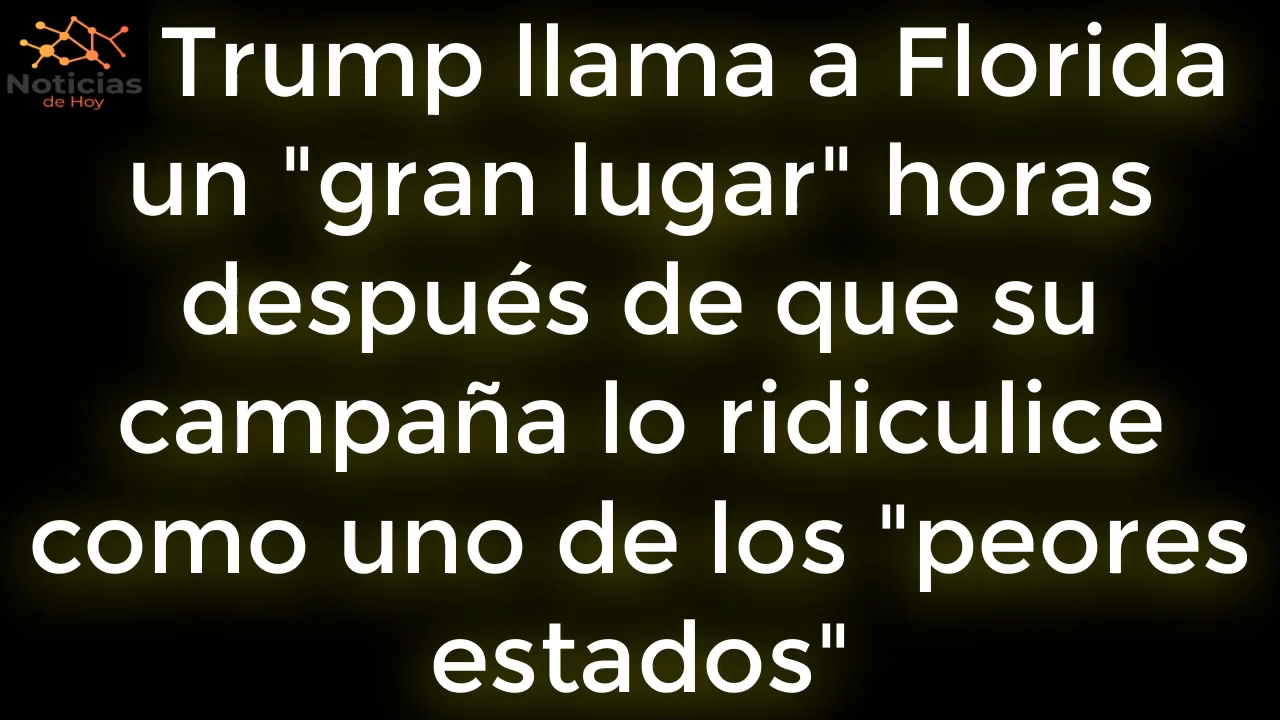 Noticias
de Hoy
Trump llama a Florida
un "gran lugar" horas
después de que su
campaña lo ridiculice
como uno de los "peores
estados"